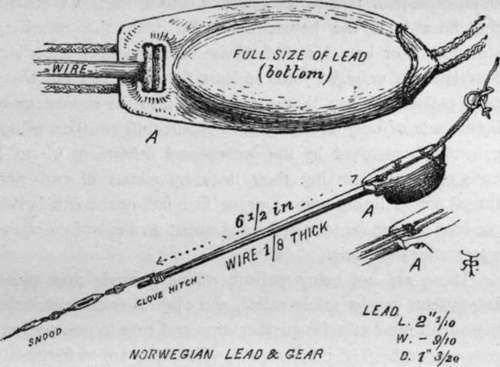 FULL SIZE OF LEAD
(bottom)
WIRE
A
7
A
6 1/2 in
WIRE 1/8 THICK
A
CLOVE HITCH
SNOOD
LEAD
L. 2" 1/10
W. - 9/10
D. 1" 3/20
NORWEGIAN LEAD & GEAR